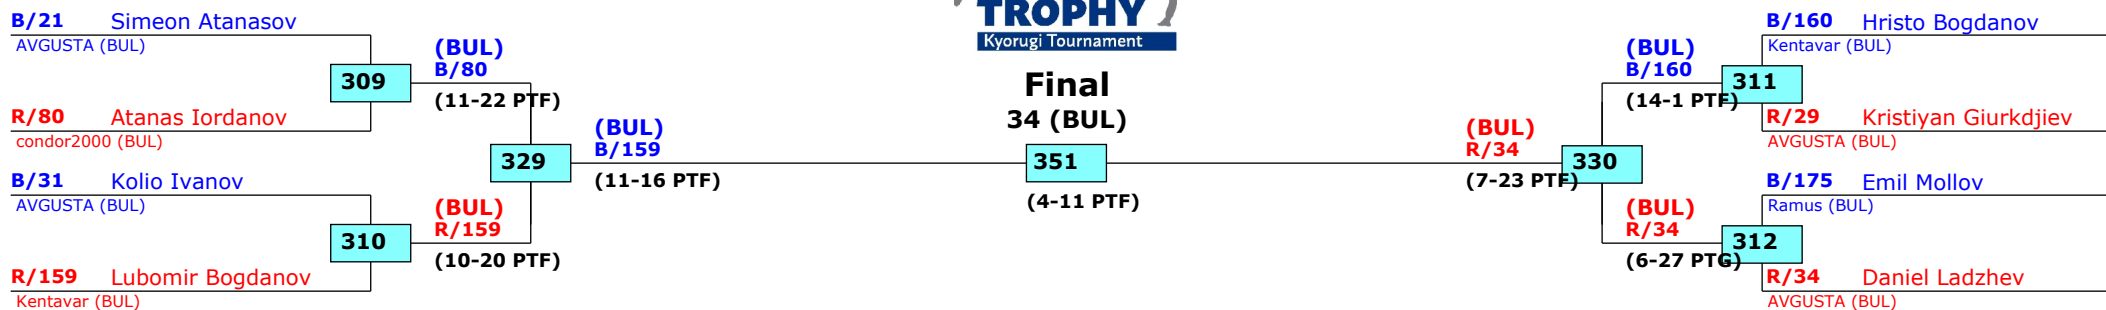 B/21 Simeon Atanasov
AVGUSTA (BUL)
309
R/80 Atanas Iordanov
condor2000 (BUL)
B/31 Kolio Ivanov
AVGUSTA (BUL)
310
R/159 Lubomir Bogdanov
Kentavar (BUL)
(BUL)
B/80
(11-22 PTF)
329
(BUL)
R/159
(10-20 PTF)
(BUL)
B/159
(11-16 PTF)
TROPHY
Kyorugi Tournament
Final
34 (BUL)
351
(4-11 PTF)
(BUL)
R/34
(7-23 PTF)
330
(BUL)
B/160
(14-1 PTF)
(BUL)
R/34
(6-27 PTG)
B/160 Hristo Bogdanov
Kentavar (BUL)
311
R/29 Kristiyan Giurkdjiev
AVGUSTA (BUL)
B/175 Emil Mollov
Ramus (BUL)
312
R/34 Daniel Ladzhev
AVGUSTA (BUL)